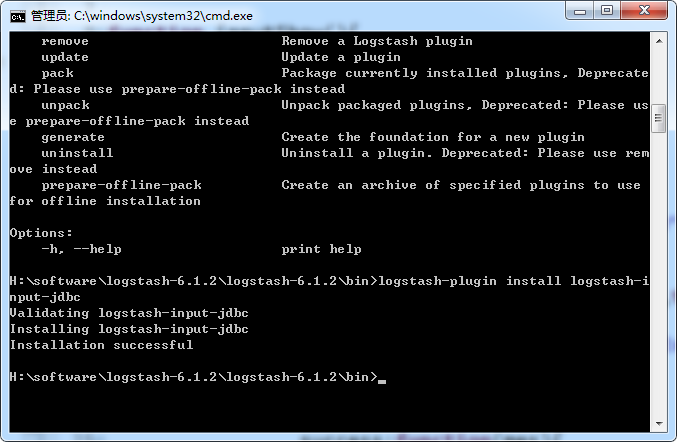 管理员: C:\windows\system32\cmd.exe
remove Remove a Logstash plugin
update Update a plugin
pack Package currently installed plugins, Deprecate
d: Please use prepare-offline-pack instead
unpack Unpack packaged plugins, Deprecated: Please us
e prepare-offline-pack instead
generate Create the foundation for a new plugin
uninstall Uninstall a plugin. Deprecated: Please use rem
ove instead
prepare-offline-pack Create an archive of specified plugins to use
for offline installation
Options:
-h, --help print help
H:\software\logstash-6.1.2\logstash-6.1.2\bin>logstash-plugin install logstash-i
nput-jdbc
Validating logstash-input-jdbc
Installing logstash-input-jdbc
Installation successful
H:\software\logstash-6.1.2\logstash-6.1.2\bin>